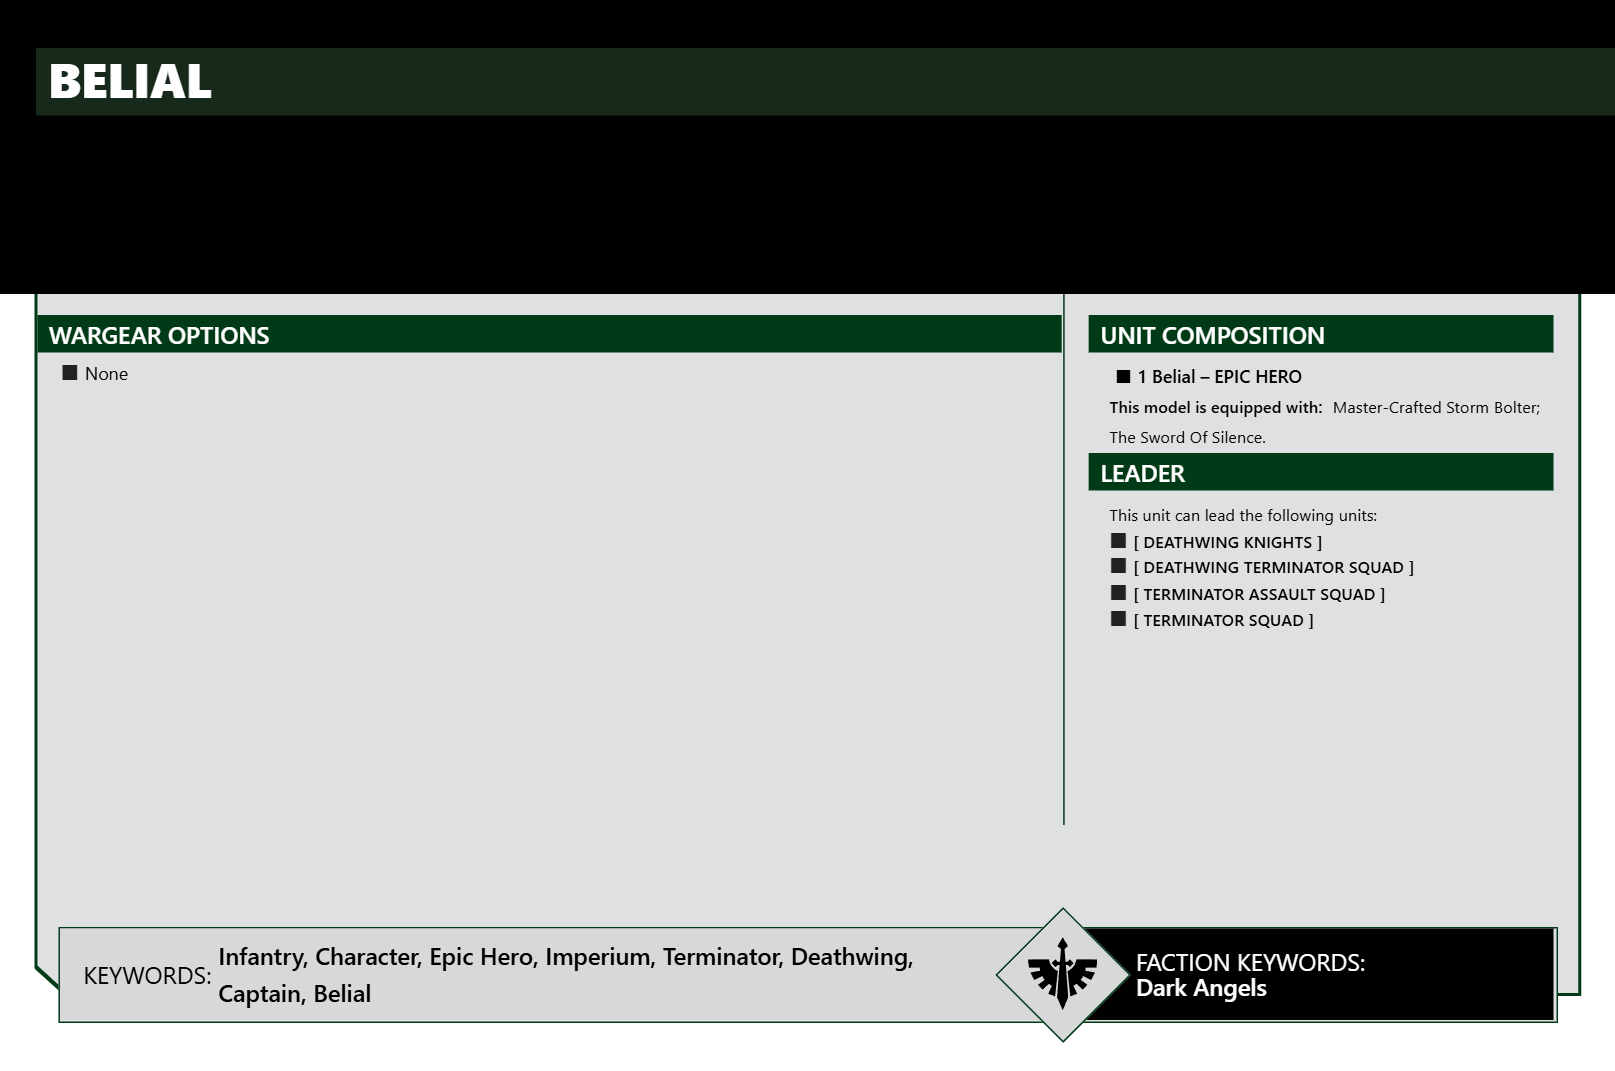 BELIAL
WARGEAR OPTIONS
None
UNIT COMPOSITION
1 Belial – EPIC HERO
This model is equipped with: Master-Crafted Storm Bolter;
The Sword Of Silence.
LEADER
This unit can lead the following units:
[ DEATHWING KNIGHTS ]
[ DEATHWING TERMINATOR SQUAD ]
[ TERMINATOR ASSAULT SQUAD ]
[ TERMINATOR SQUAD ]
KEYWORDS: Infantry, Character, Epic Hero, Imperium, Terminator, Deathwing,
Captain, Belial
FACTION KEYWORDS:
Dark Angels